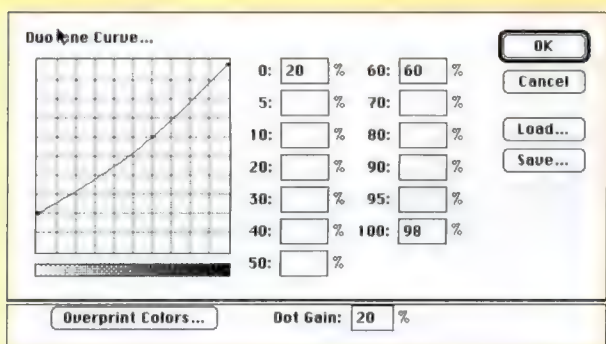 Duotone Curve...
0: 20 % 60: 60 %
5: % 70: %
10: % 80: %
20: % 90: %
30: % 95: %
40: % 100: 98 %
50: %
OK
Cancel
Load...
Save...
Overprint Colors... Dot Gain: 20 %